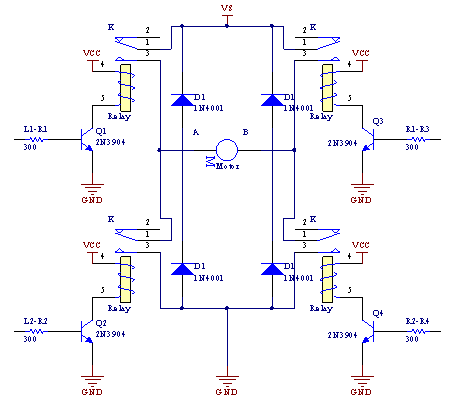 VS
K
2
1
3
VCC
4
5
Relay
L1-R1
300
Q1
2N3904
GND
D1
1N4001
D1
1N4001
A
B
M
Motor
K
2
1
3
VCC
4
5
Relay
R1-R3
300
Q3
2N3904
GND
K
2
1
3
VCC
4
5
Relay
L2-R2
300
Q2
2N3904
GND
D1
1N4001
D1
1N4001
GND
K
2
1
3
VCC
4
5
Relay
R2-R4
300
Q4
2N3904
GND